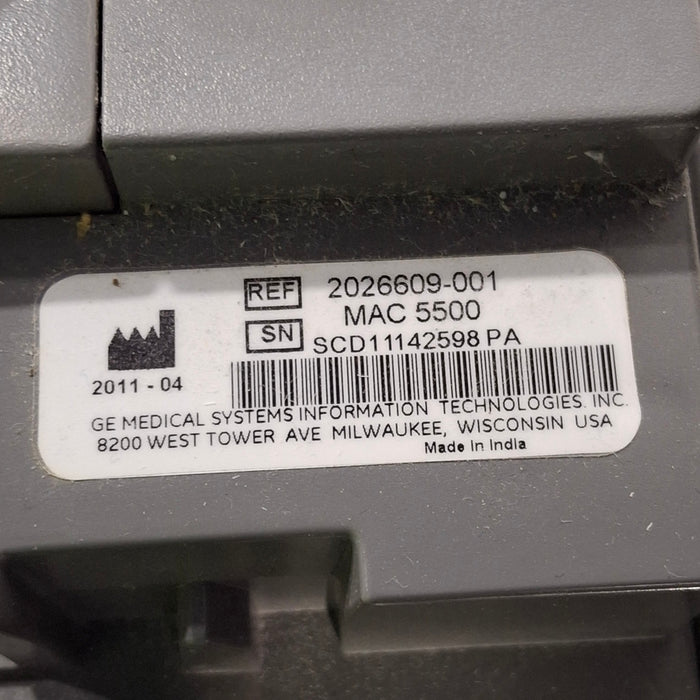 REF 2026609-001
MAC 5500
SN SCD11142598 PA
2011 - 04
GE MEDICAL SYSTEMS INFORMATION TECHNOLOGIES. INC.
8200 WEST TOWER AVE MILWAUKEE, WISCONSIN USA
Made In India